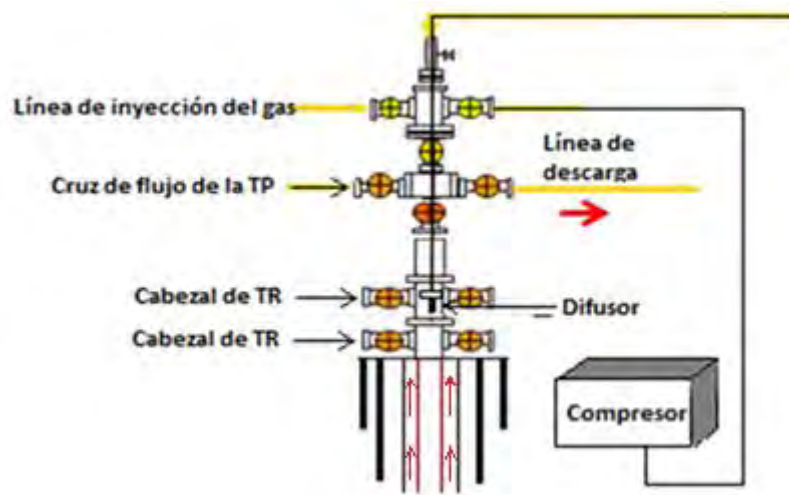 Línea de inyección del gas
Línea de
descarga
Cruz de flujo de la TP
Cabezal de TR
Difusor
Cabezal de TR
Compresor